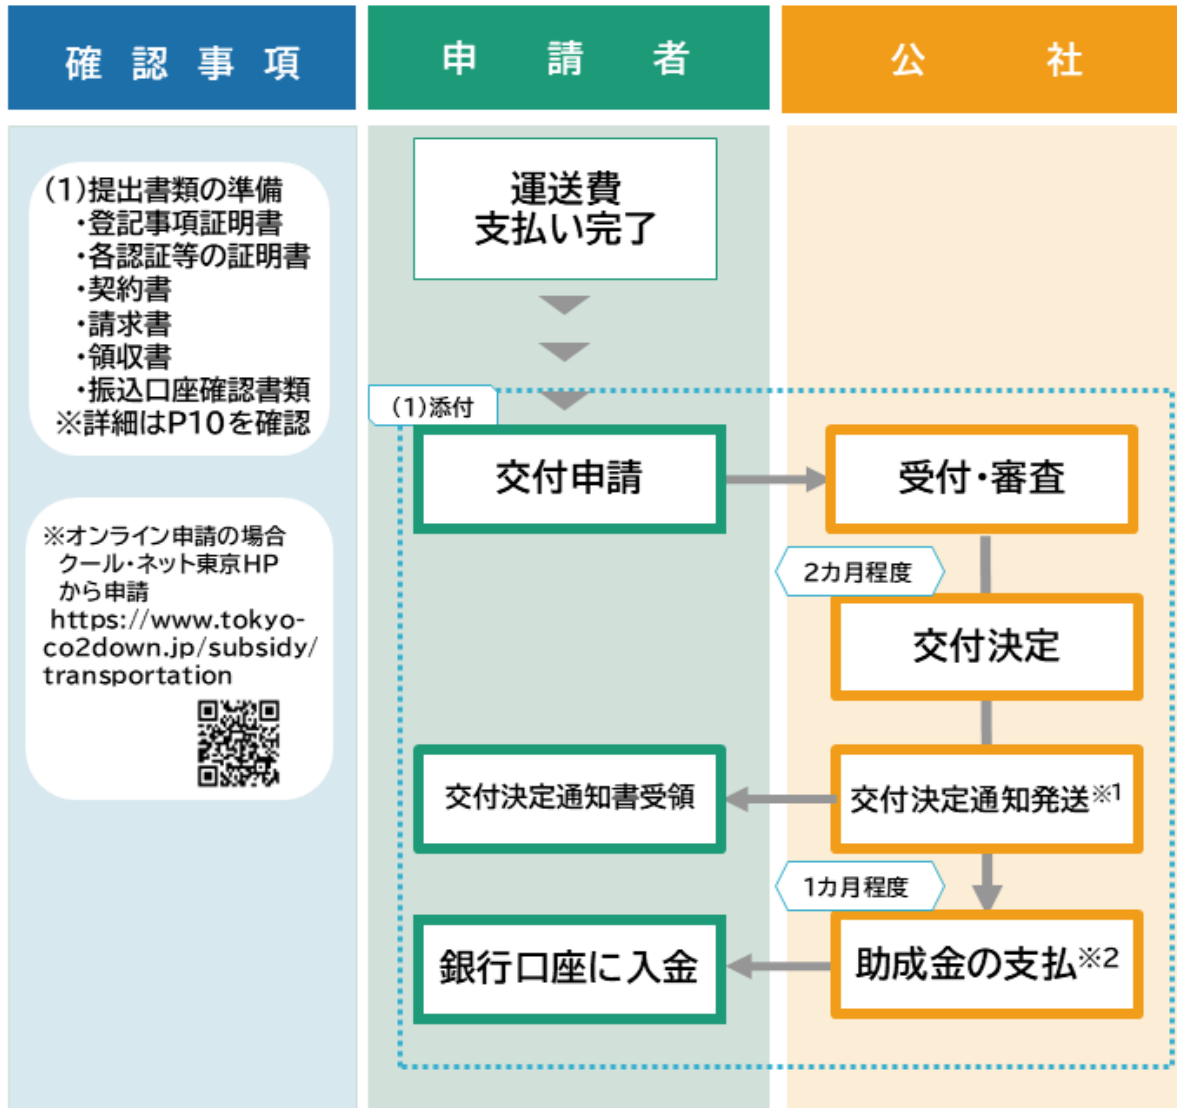 確認事項
申請者
公社
(1)提出書類の準備
・登記事項証明書
・各認証等の証明書
・契約書
・請求書
・領収書
・振込口座確認書類
※詳細はP10を確認
※オンライン申請の場合
クール・ネット東京HP
から申請
https://www.tokyo-
co2down.jp/subsidy/
transportation
運送費
支払い完了
(1)添付
交付申請
受付・審査
2カ月程度
交付決定
交付決定通知書受領
交付決定通知発送※1
1カ月程度
銀行口座に入金
助成金の支払※2